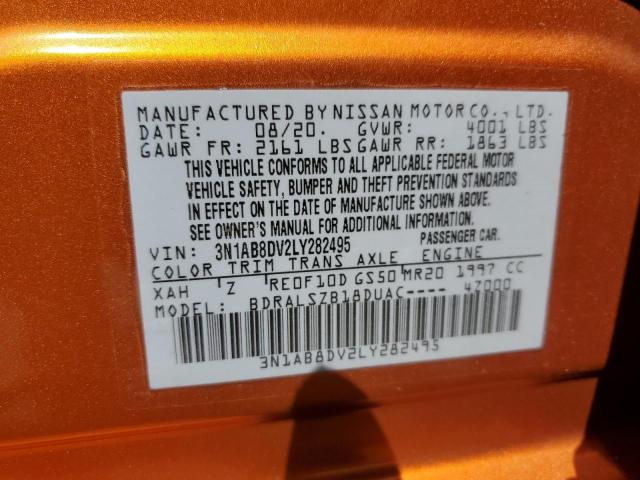 MANUFACTURED BY NISSAN MOTOR CO., LTD.
DATE: 08/20. GVWR: 4001 LBS
GAWR FR: 2161 LBS GAWR RR: 1863 LBS
THIS VEHICLE CONFORMS TO ALL APPLICABLE FEDERAL MOTOR
VEHICLE SAFETY, BUMPER AND THEFT PREVENTION STANDARDS
IN EFFECT ON THE DATE OF MANUFACTURE SHOWN ABOVE.
SEE OWNER'S MANUAL FOR ADDITIONAL INFORMATION.
VIN: 3N1AB8DV2LY282495 PASSENGER CAR.
COLOR TRIM TRANS AXLE ENGINE
XAH Z RE0F10D GS50 MR20 1997 CC
MODEL: BDRALSZB18DUAC---- 4Z000
3N1AB8DV2LY282495